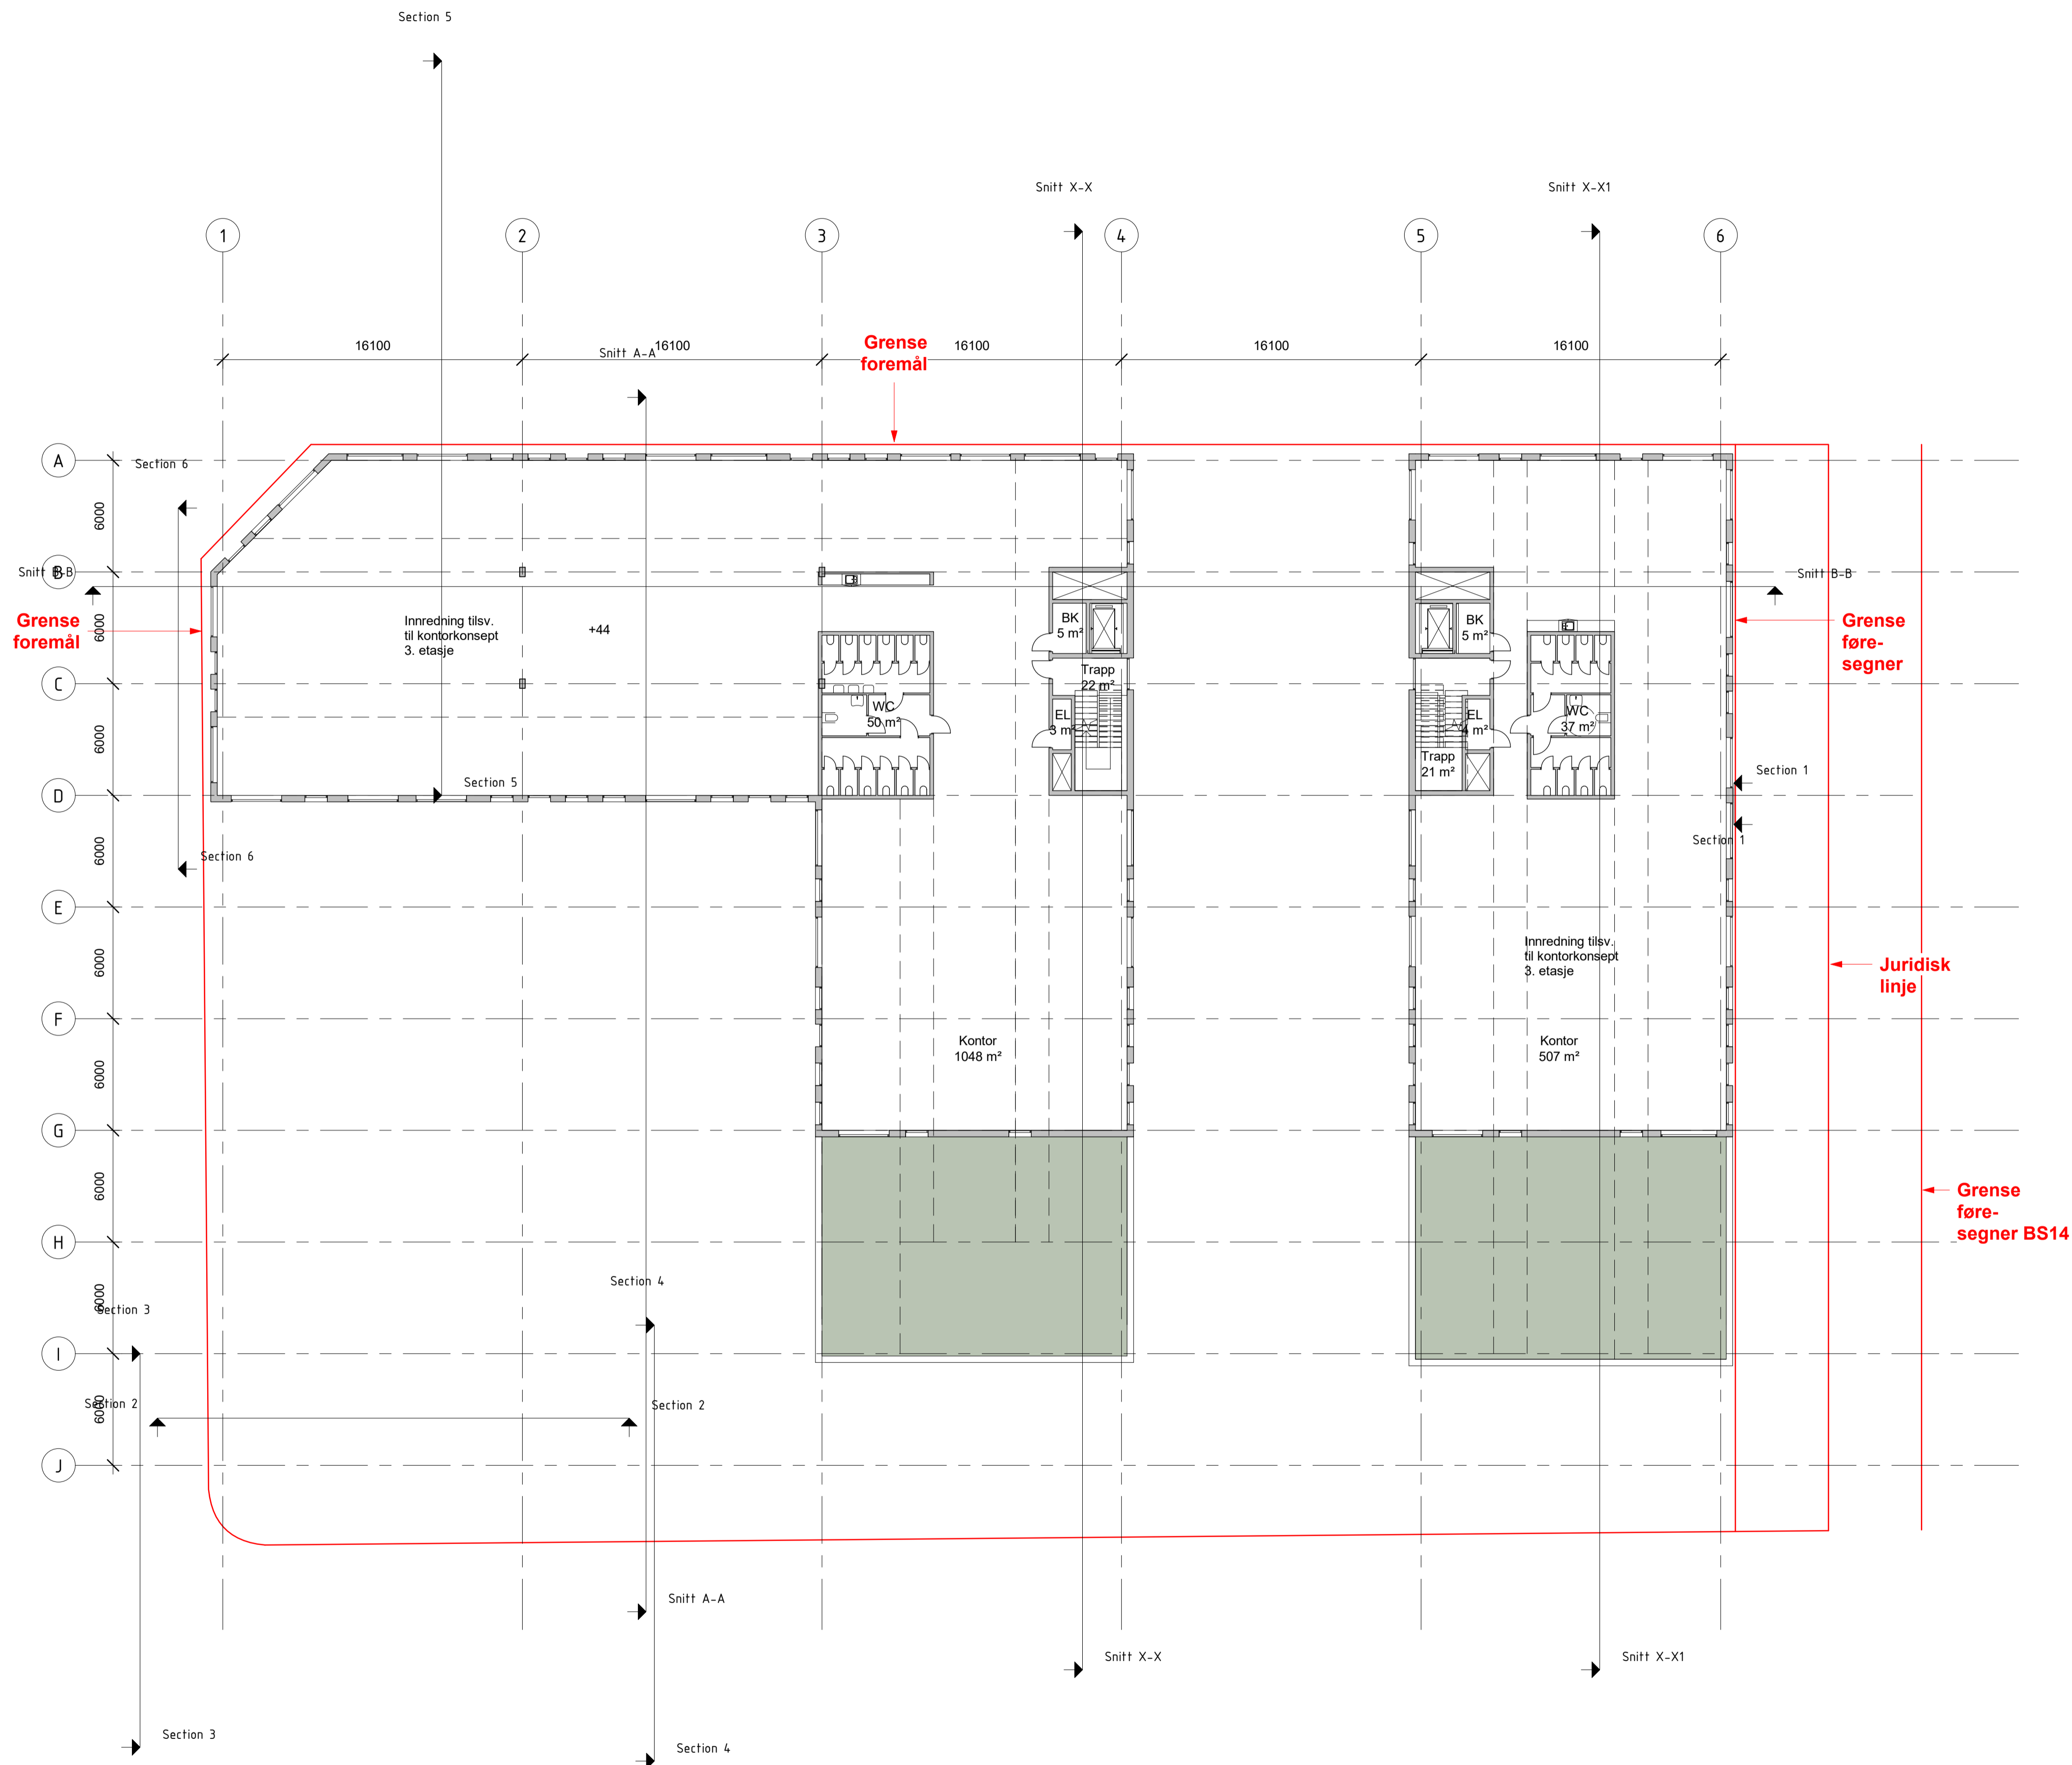 Section 5
Snitt X-X
Snitt X-X1
1
2
3
4
5
6
16100
16100
16100
16100
16100
Snitt A-A
Grense
foremål
A
Section 6
6000
B
Snitt B-B
Snitt B-B
Grense
foremål
6000
Innredning tilsv.
til kontorkonsept
3. etasje
+44
BK
5 m²
BK
5 m²
Grense
føre-
segner
C
Trapp
22 m²
WC
50 m²
EL
3 m²
EL
4 m²
WC
37 m²
6000
Trapp
21 m²
Section 5
Section 1
D
Section 1
6000
Section 6
E
6000
Innredning tilsv.
til kontorkonsept
3. etasje
Juridisk
linje
F
Kontor
1048 m²
Kontor
507 m²
6000
G
6000
Grense
føre-
segner BS14
H
Section 4
6000
Section 3
I
6000
Section 2
Section 2
J
Snitt A-A
Snitt X-X
Snitt X-X1
Section 3
Section 4